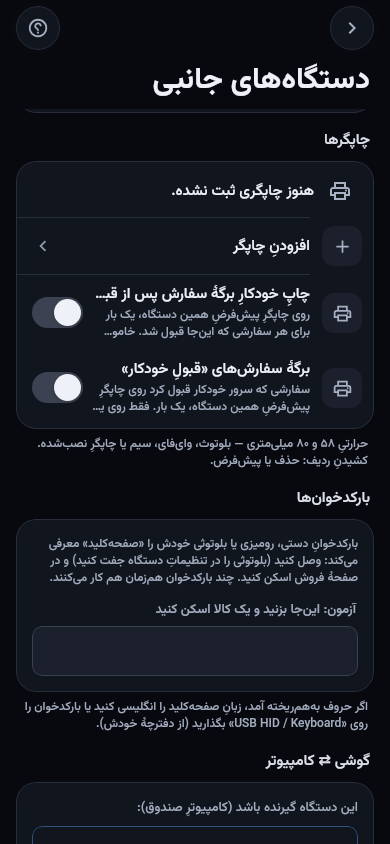 دستگاه‌های جانبی
چاپگرها
هنوز چاپگری ثبت نشده.
افزودنِ چاپگر
چاپِ خودکارِ برگهٔ سفارش پس از قبـ...
روی چاپگرِ پیش‌فرضِ همین دستگاه، یک بار
برای هر سفارشی که این‌جا قبول شد. خامو...
برگهٔ سفارش‌های «قبولِ خودکار»
سفارشی که سرور خودکار قبول کرد روی چاپگرِ
پیش‌فرضِ همین دستگاه، یک بار. فقط روی یـ...
حرارتیِ ۵۸ و ۸۰ میلی‌متری — بلوتوث، وای‌فای، سیم یا چاپگرِ نصب‌شده.
کشیدنِ ردیف: حذف یا پیش‌فرض.
بارکدخوان‌ها
بارکدخوانِ دستی، رومیزی یا بلوتوثی خودش را «صفحه‌کلید» معرفی
می‌کند: وصل کنید (بلوتوثی را در تنظیماتِ دستگاه جفت کنید) و در
صفحهٔ فروش اسکن کنید. چند بارکدخوان هم‌زمان هم کار می‌کنند.
آزمون: این‌جا بزنید و یک کالا اسکن کنید
اگر حروف به‌هم‌ریخته آمد، زبانِ صفحه‌کلید را انگلیسی کنید یا بارکدخوان را
روی «USB HID / Keyboard» بگذارید (از دفترچهٔ خودش).
گوشی ⇄ کامپیوتر
این دستگاه گیرنده باشد (کامپیوترِ صندوق):